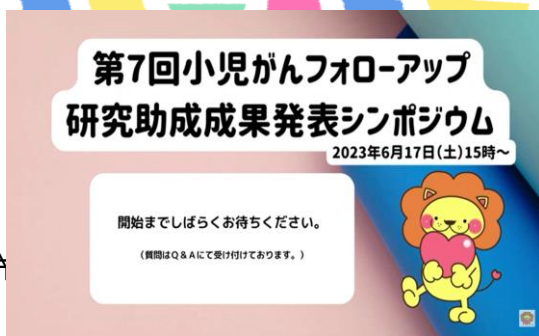 第7回小児がんフォローアップ
研究助成成果発表シンポジウム
2023年6月17日(土)15時〜
開始までしばらくお待ちください。
(質問はQ&Aにて受け付けております。)